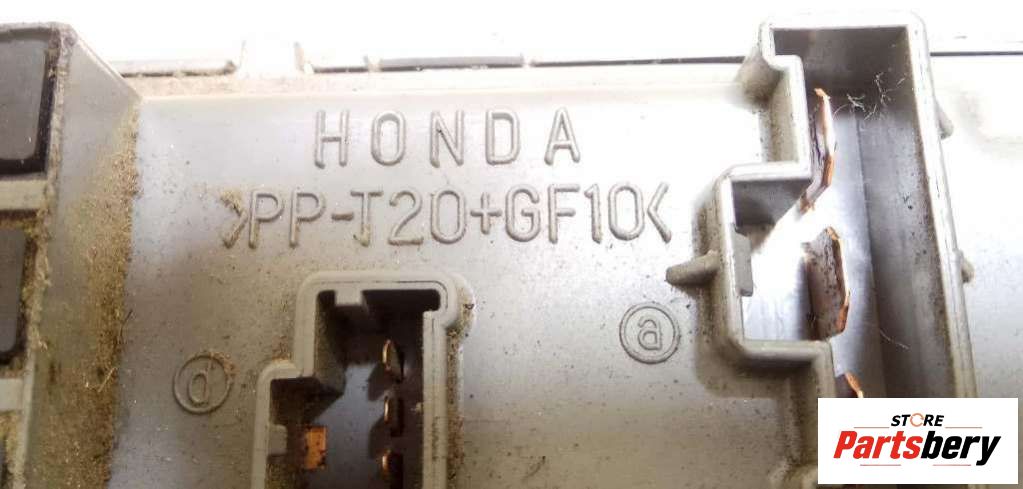 HONDA
>PP-T20+GF10<
a
d
STORE
Partsbery